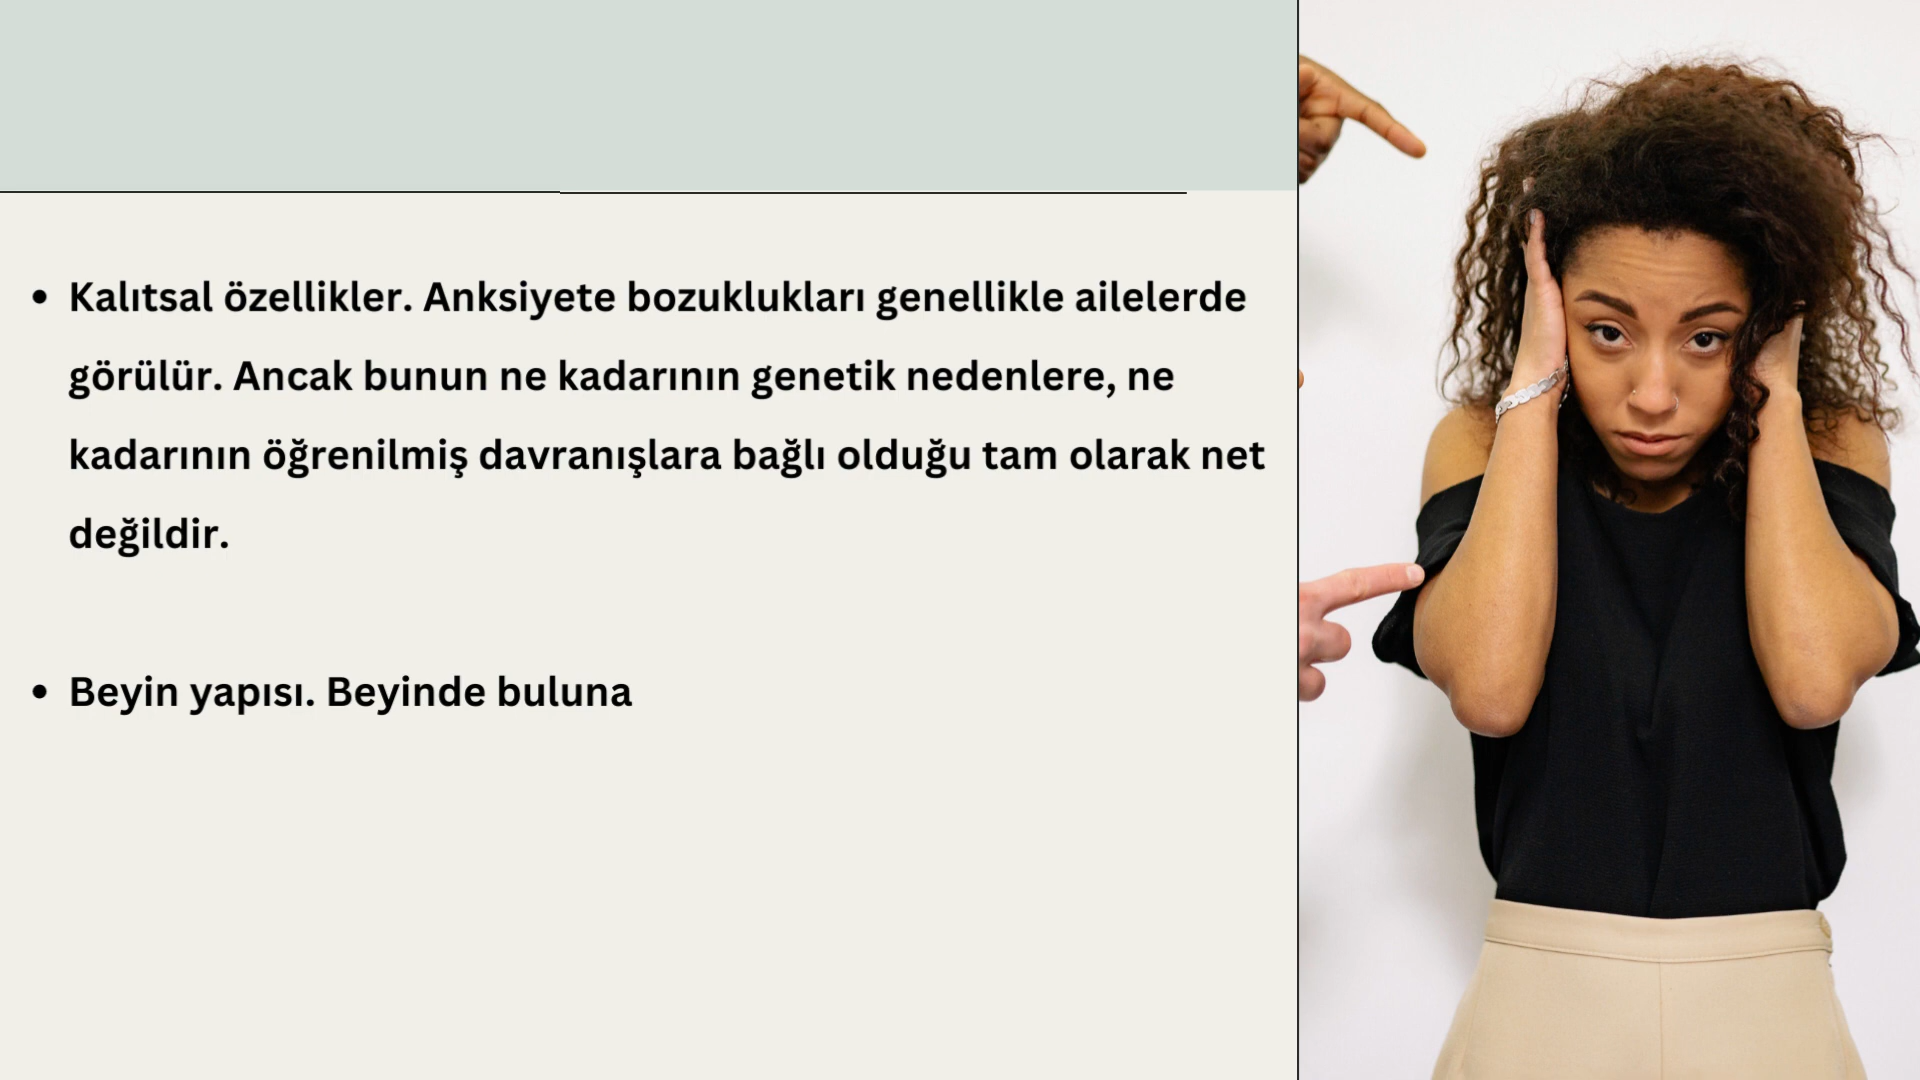 • Kalıtsal özellikler. Anksiyete bozuklukları genellikle ailelerde
görülür. Ancak bunun ne kadarının genetik nedenlere, ne
kadarının öğrenilmiş davranışlara bağlı olduğu tam olarak net
değildir.
• Beyin yapısı. Beyinde buluna